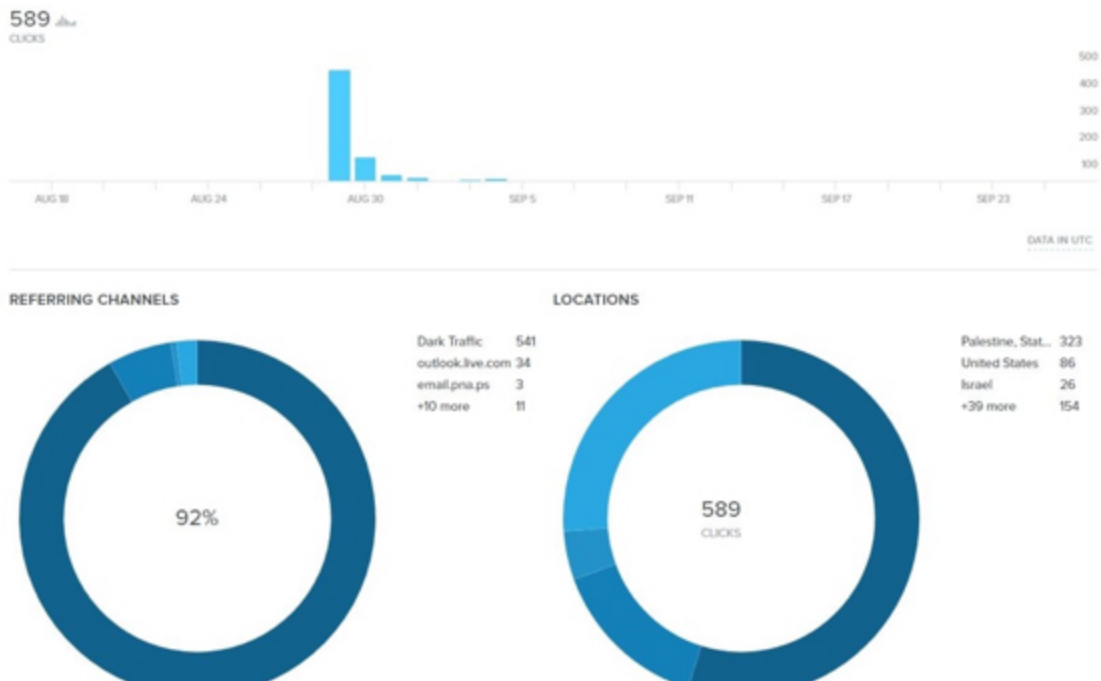 589
CLICKS
500
400
300
200
100
AUG 18 AUG 24 AUG 30 SEP 5 SEP 11 SEP 17 SEP 23
DATA IN UTC
REFERRING CHANNELS
Dark Traffic 541
outlook.live.com 34
email.pna.ps 3
+10 more 11
92%
LOCATIONS
Palestine, Stat... 323
United States 86
Israel 26
+39 more 154
589
CLICKS